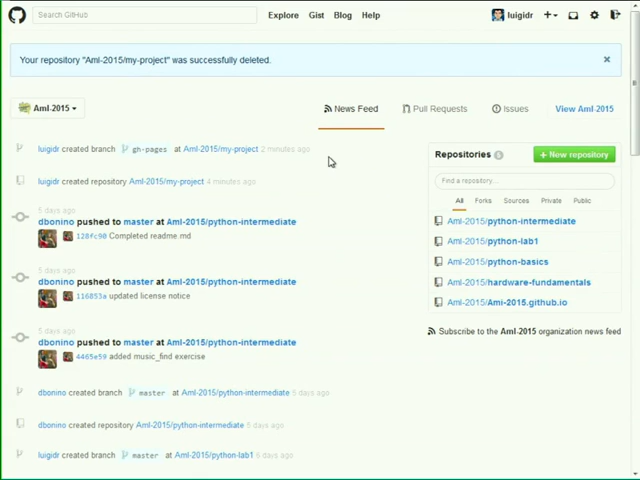 Search GitHub
Explore Gist Blog Help
luigidr
Your repository "AmI-2015/my-project" was successfully deleted.
AmI-2015
News Feed
Pull Requests
Issues
View AmI-2015
luigidr created branch gh-pages at AmI-2015/my-project 2 minutes ago
luigidr created repository AmI-2015/my-project 4 minutes ago
5 days ago
dbonino pushed to master at AmI-2015/python-intermediate
128fc98 Completed readme.md
5 days ago
dbonino pushed to master at AmI-2015/python-intermediate
116853a updated license notice
5 days ago
dbonino pushed to master at AmI-2015/python-intermediate
4465e59 added music_find exercise
dbonino created branch master at AmI-2015/python-intermediate 5 days ago
dbonino created repository AmI-2015/python-intermediate 5 days ago
luigidr created branch master at AmI-2015/python-lab1 6 days ago
Repositories 5
+ New repository
Find a repository...
All Forks Sources Private Public
AmI-2015/python-intermediate
AmI-2015/python-lab1
AmI-2015/python-basics
AmI-2015/hardware-fundamentals
AmI-2015/AmI-2015.github.io
Subscribe to the AmI-2015 organization news feed